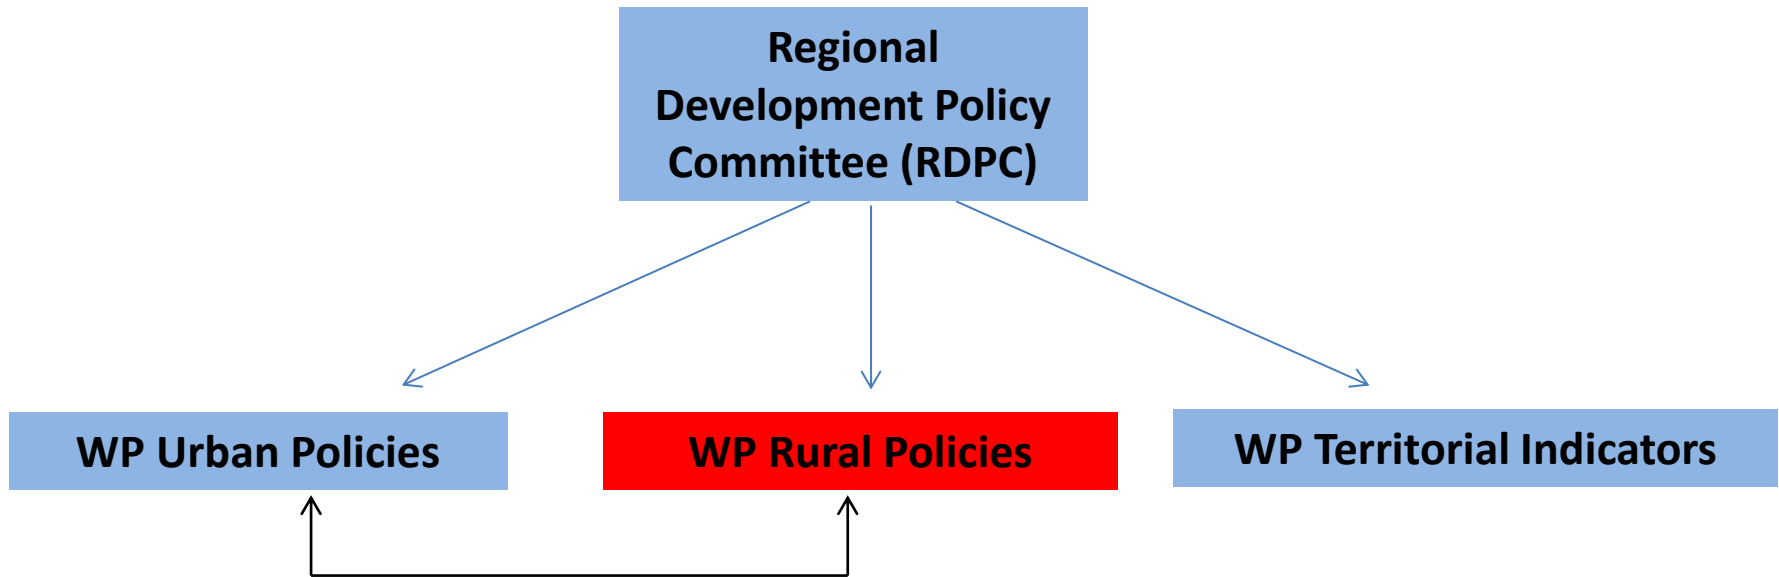 Regional
Development Policy
Committee (RDPC)
WP Urban Policies
WP Rural Policies
WP Territorial Indicators